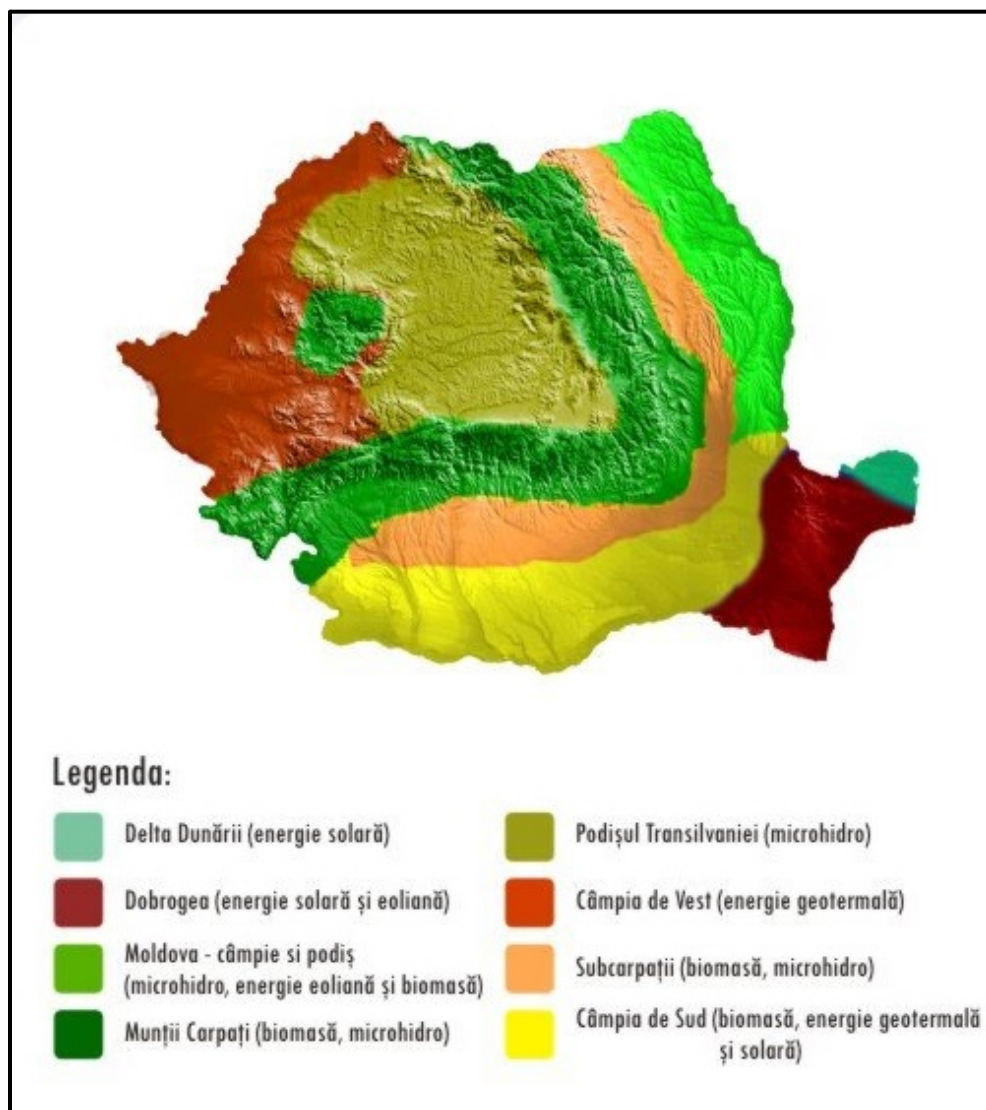 Legenda:
Delta Dunării (energie solară)
Dobrogea (energie solară și eoliană)
Moldova - câmpie si podiș
(microhidro, energie eoliană și biomasă)
Munții Carpați (biomasă, microhidro)
Podișul Transilvaniei (microhidro)
Câmpia de Vest (energie geotermală)
Subcarpații (biomasă, microhidro)
Câmpia de Sud (biomasă, energie geotermală
și solară)